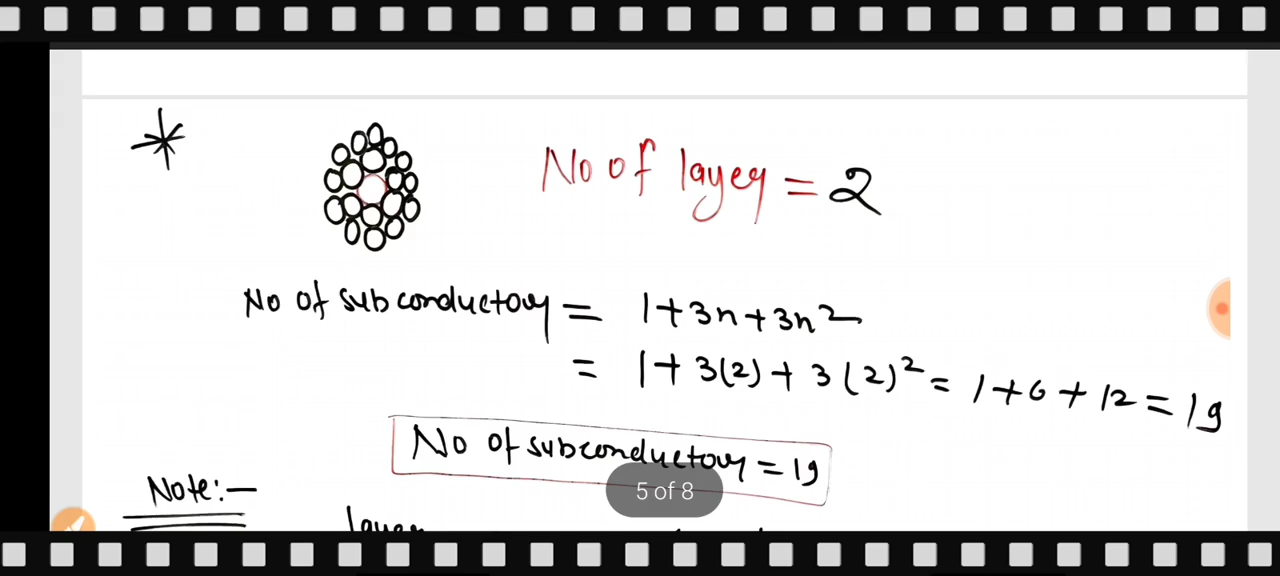 No of layer = 2
No of subconductor = 1+3n+3n²
= 1+ 3(2) + 3(2)² = 1+6+12 = 19
No of subconductor = 19
5 of 8
Note:-
layer